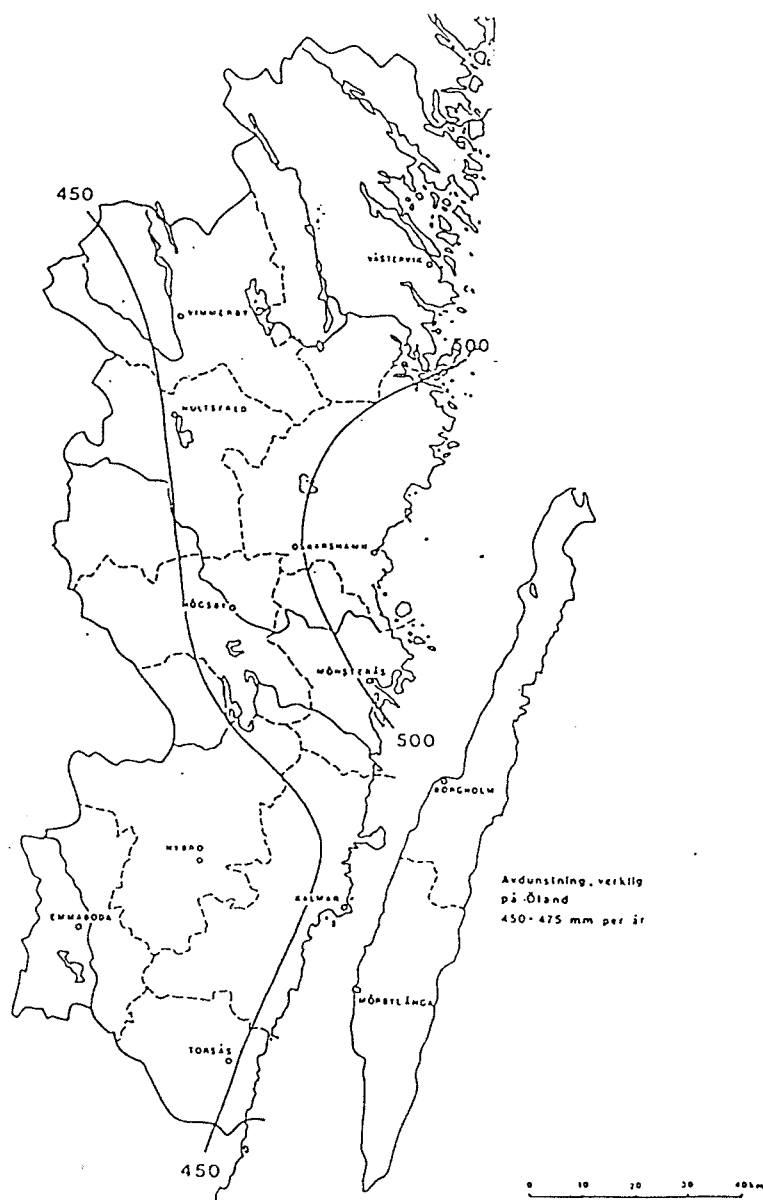 450
VÄSTERVIK
VIMMERBY
500
HULTSFRED
OSKARSHAMN
HÖGSBY
MÖNSTERÅS
500
BORGHOLM
NYBRO
Avdunstning, verklig
på Öland
450-475 mm per år
KALMAR
EMMABODA
MÖRBYLÅNGA
TORSÅS
450
0 10 20 30 40 km